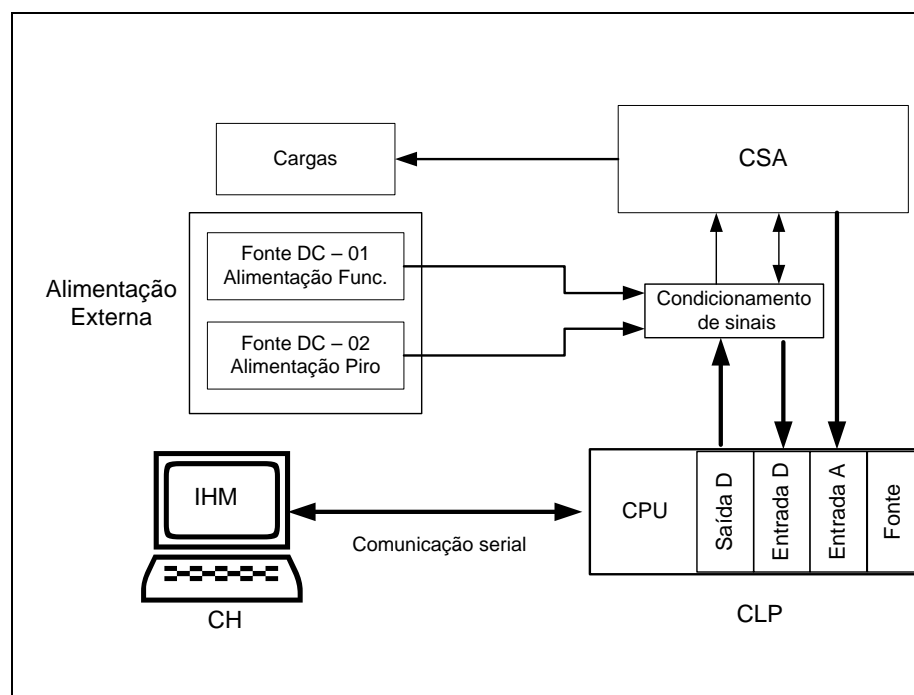 Cargas
CSA
Alimentação
Externa
Fonte DC – 01
Alimentação Func.
Fonte DC – 02
Alimentação Piro
Condicionamento
de sinais
IHM
CH
Comunicação serial
CPU
Saída D
Entrada D
Entrada A
Fonte
CLP